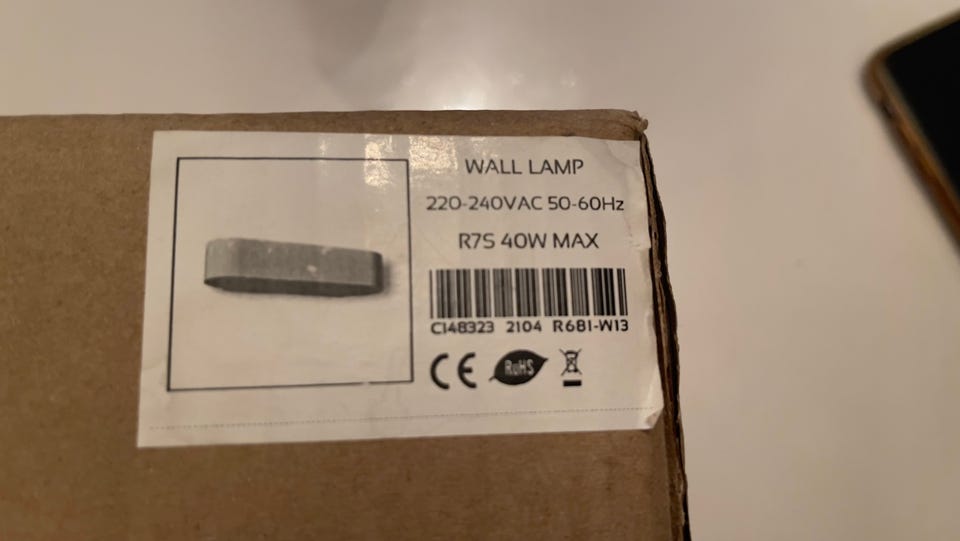 WALL LAMP
220-240VAC 50-60Hz
R7S 40W MAX
C148323 2104 R681-W13
CE RoHS